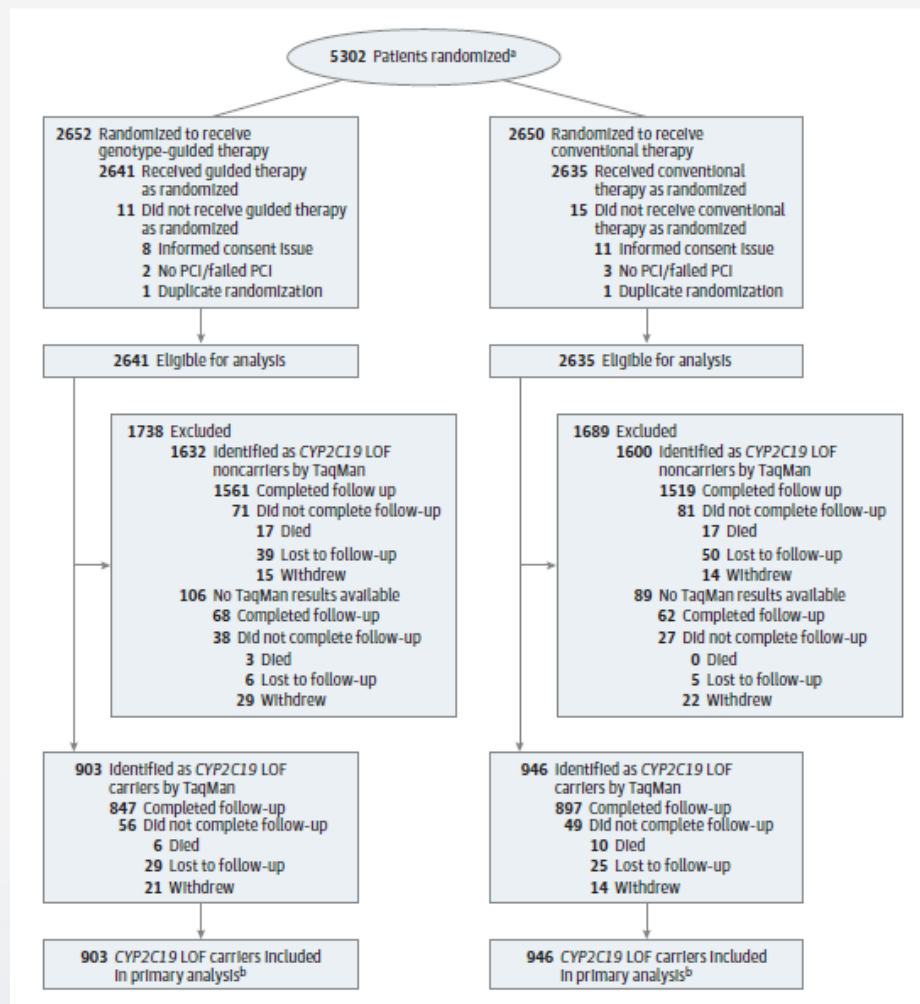 5302 Patients randomizedᵃ
2652 Randomized to receive
genotype-guided therapy
2641 Received guided therapy
as randomized
11 Did not receive guided therapy
as randomized
8 Informed consent issue
2 No PCI/failed PCI
1 Duplicate randomization
2650 Randomized to receive
conventional therapy
2635 Received conventional
therapy as randomized
15 Did not receive conventional
therapy as randomized
11 Informed consent issue
3 No PCI/failed PCI
1 Duplicate randomization
2641 Eligible for analysis
2635 Eligible for analysis
1738 Excluded
1632 Identified as CYP2C19 LOF
noncarriers by TaqMan
1561 Completed follow up
71 Did not complete follow-up
17 Died
39 Lost to follow-up
15 Withdrew
106 No TaqMan results available
68 Completed follow-up
38 Did not complete follow-up
3 Died
6 Lost to follow-up
29 Withdrew
1689 Excluded
1600 Identified as CYP2C19 LOF
noncarriers by TaqMan
1519 Completed follow-up
81 Did not complete follow-up
17 Died
50 Lost to follow-up
14 Withdrew
89 No TaqMan results available
62 Completed follow-up
27 Did not complete follow-up
0 Died
5 Lost to follow-up
22 Withdrew
903 Identified as CYP2C19 LOF
carriers by TaqMan
847 Completed follow-up
56 Did not complete follow-up
6 Died
29 Lost to follow-up
21 Withdrew
946 Identified as CYP2C19 LOF
carriers by TaqMan
897 Completed follow-up
49 Did not complete follow-up
10 Died
25 Lost to follow-up
14 Withdrew
903 CYP2C19 LOF carriers included
in primary analysisᵇ
946 CYP2C19 LOF carriers included
in primary analysisᵇ